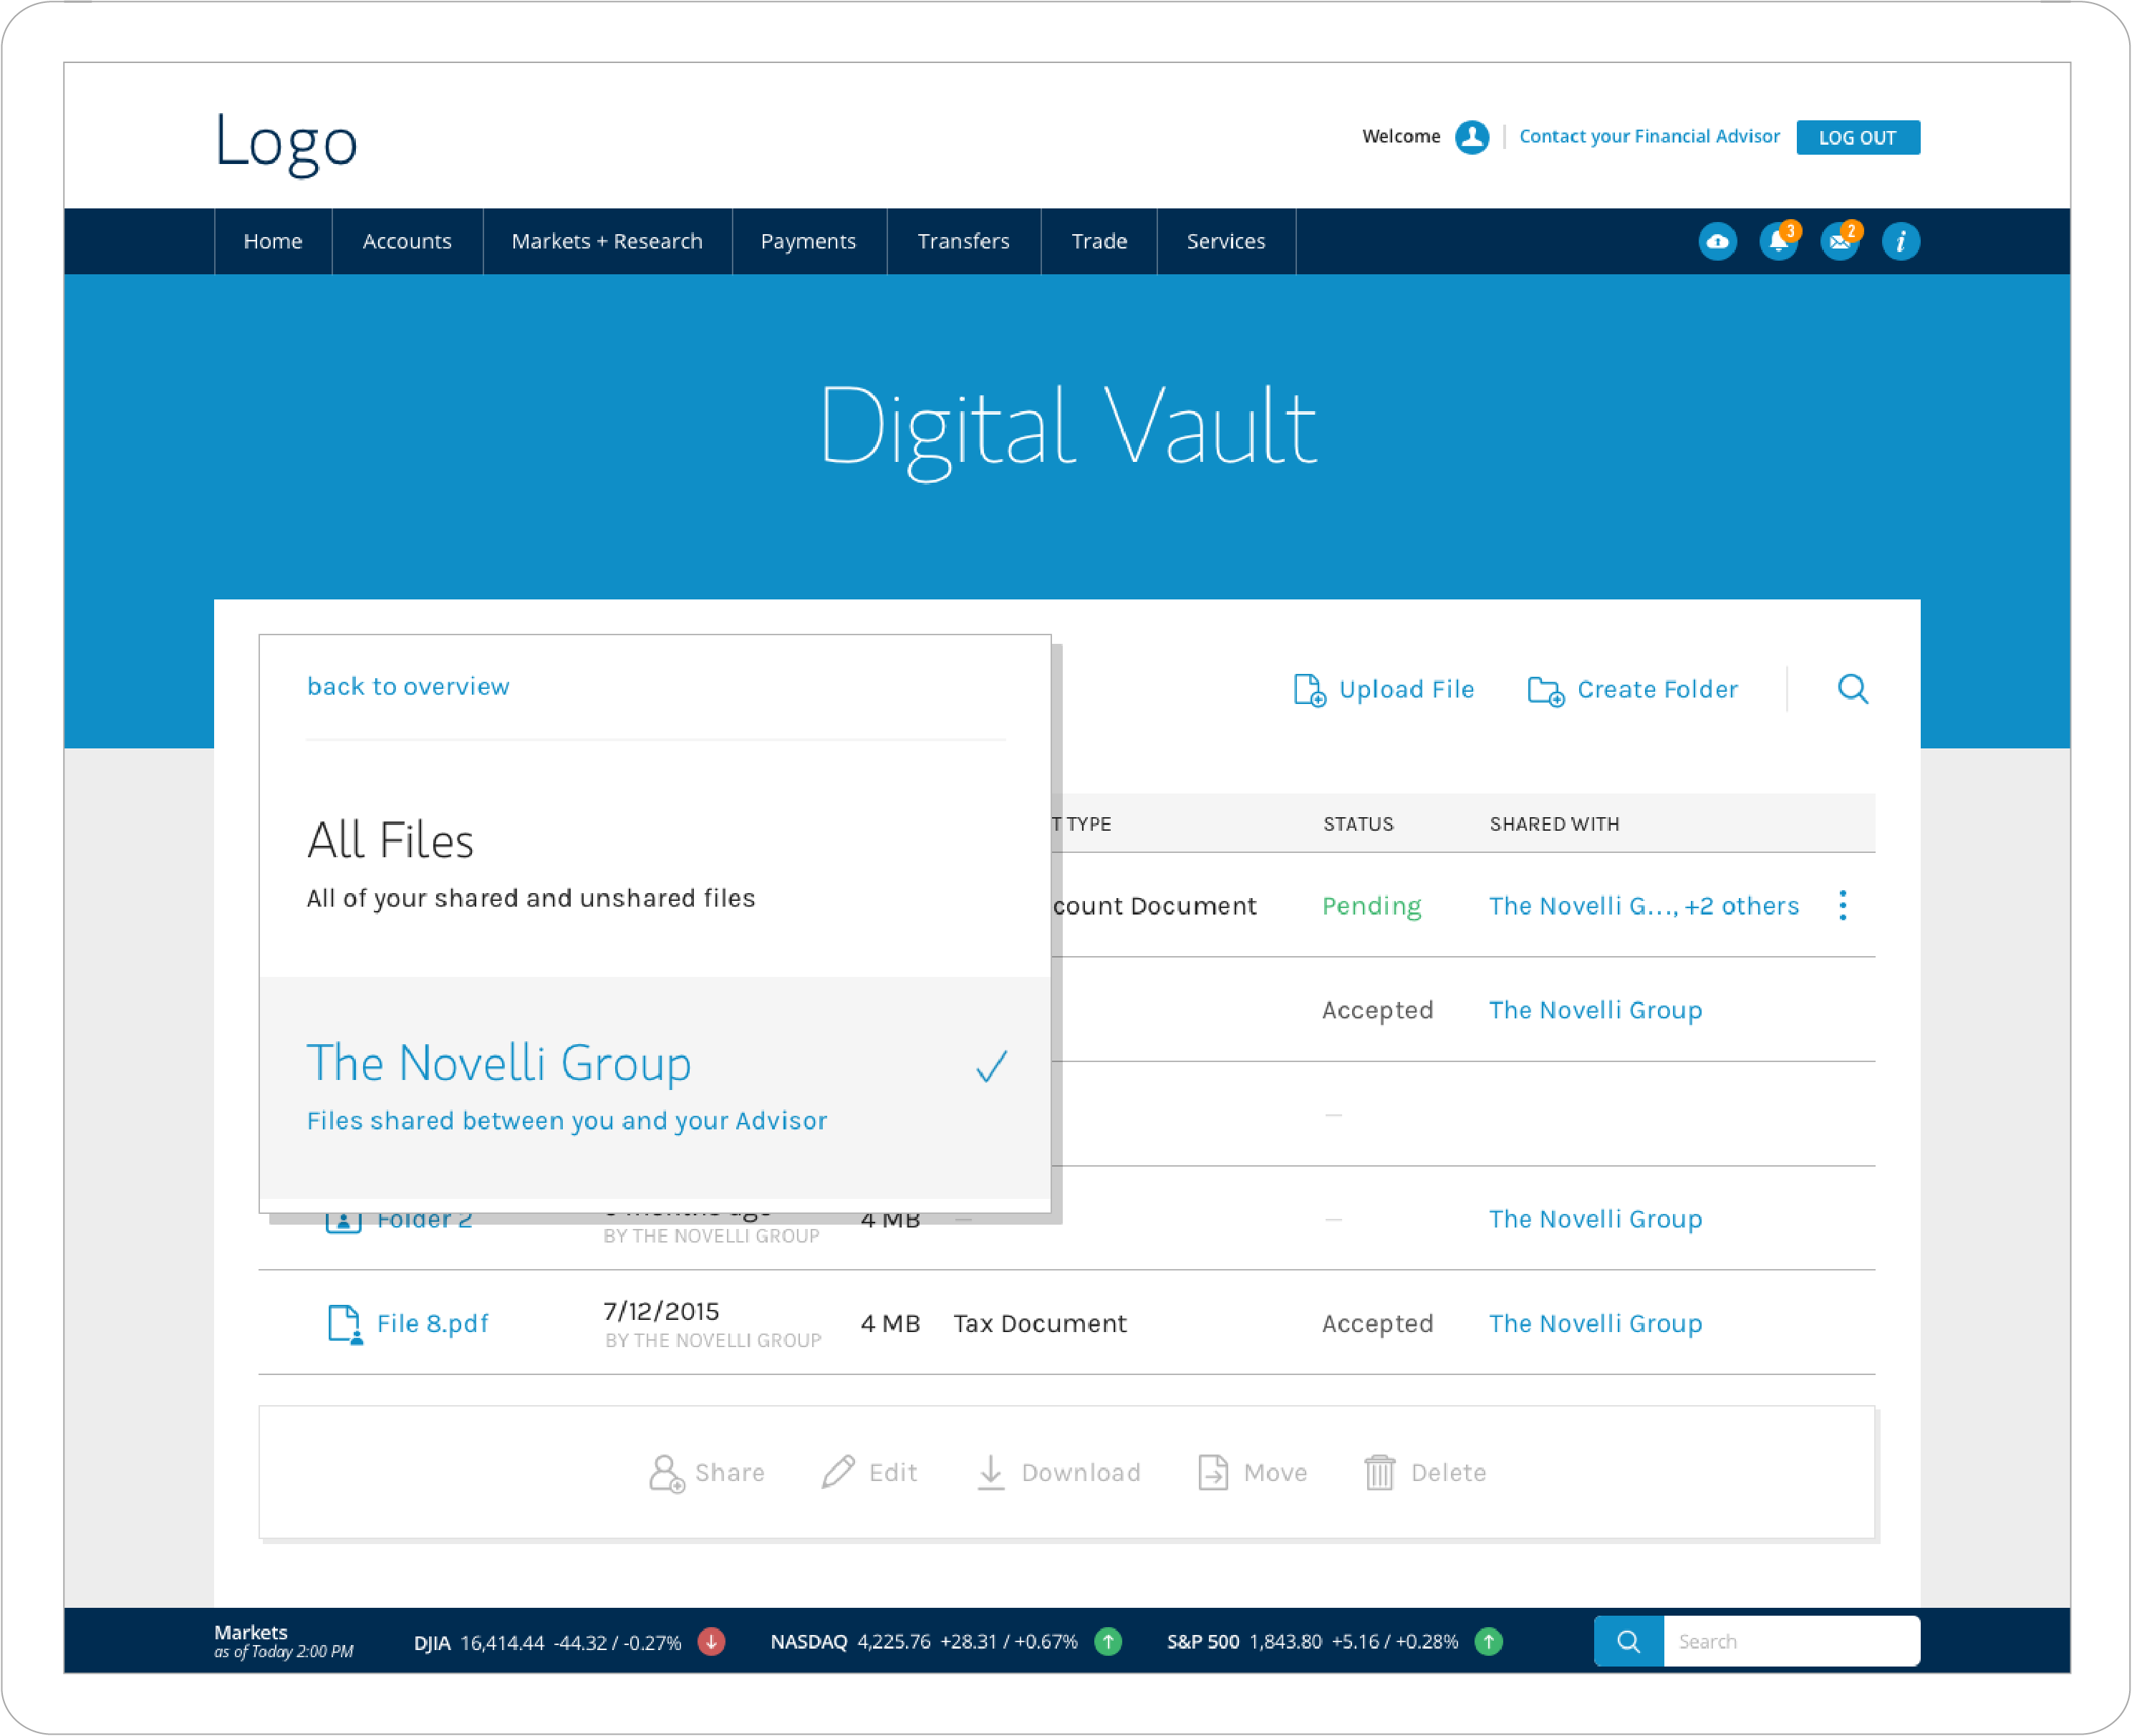 Logo
Welcome
Contact your Financial Advisor
LOG OUT
Home
Accounts
Markets + Research
Payments
Transfers
Trade
Services
3
2
i
Digital Vault
back to overview
All Files
All of your shared and unshared files
The Novelli Group
Files shared between you and your Advisor
Upload File
Create Folder
T TYPE
STATUS
SHARED WITH
count Document
Pending
The Novelli G..., +2 others
Accepted
The Novelli Group
—
Folder 2
months ago
BY THE NOVELLI GROUP
4 MB
—
—
The Novelli Group
File 8.pdf
7/12/2015
BY THE NOVELLI GROUP
4 MB
Tax Document
Accepted
The Novelli Group
Share
Edit
Download
Move
Delete
Markets
as of Today 2:00 PM
DJIA 16,414.44 -44.32 / -0.27%
NASDAQ 4,225.76 +28.31 / +0.67%
S&P 500 1,843.80 +5.16 / +0.28%
Search